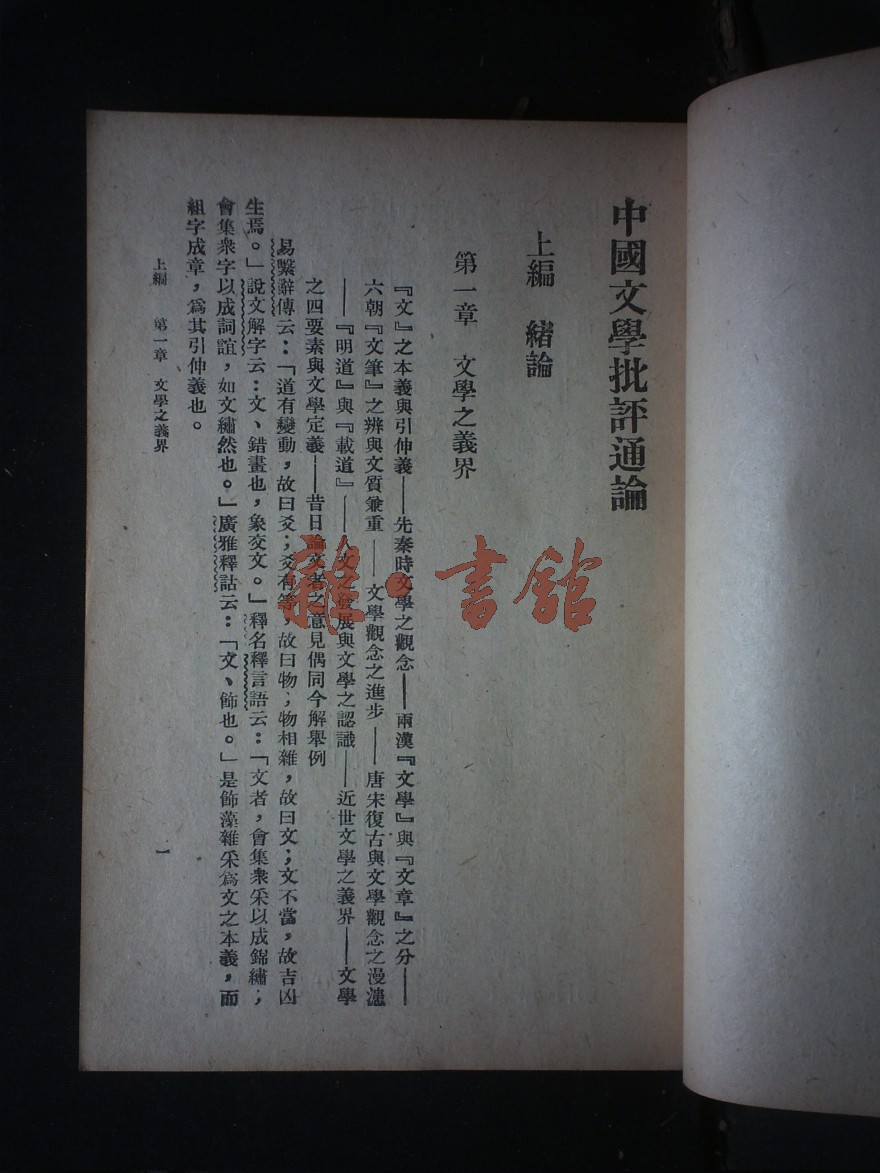 中國文學批評通論
上編　緒論
第一章　文學之義界
『文』之本義與引伸義——先秦時文學之觀念——兩漢『文學』與『文章』之分——
六朝『文筆』之辨與文質兼重——文學觀念之進步——唐宋復古與文學觀念之漫漶
——『明道』與『載道』——人文之發展與文學之認識——近世文學之義界——文學
之四要素與文學定義——昔日論文者之意見偶同今解舉例
易繫辭傳云：「道有變動，故曰爻；爻有等，故曰物；物相雜，故曰文；文不當，故吉凶
生焉。」說文解字云：文、錯畫也，象交文。」釋名釋言語云：「文者，會集衆采以成錦繡；
會集衆字以成詞誼，如文繡然也。」廣雅釋詁云：「文、飾也。」是飾藻雜采爲文之本義，而
組字成章，爲其引伸義也。
上編　第一章　文學之義界
一
雜·書館